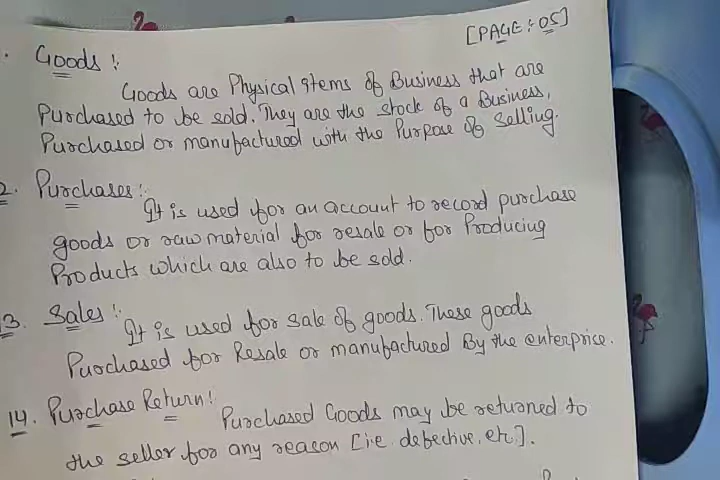 [PAGE: 05]
. Goods :
Goods are Physical items of Business that are
Purchased to be sold. They are the stock of a Business,
Purchased or manufactured with the Purpose of selling.
2. Purchases:
It is used for an account to record purchase
goods or raw material for resale or for Producing
Products which are also to be sold.
3. Sales :
It is used for sale of goods. These goods
Purchased for Resale or manufactured By the enterprise.
14. Purchase Return :
Purchased Goods may be returned to
the seller for any reason [i.e. defective, etc].